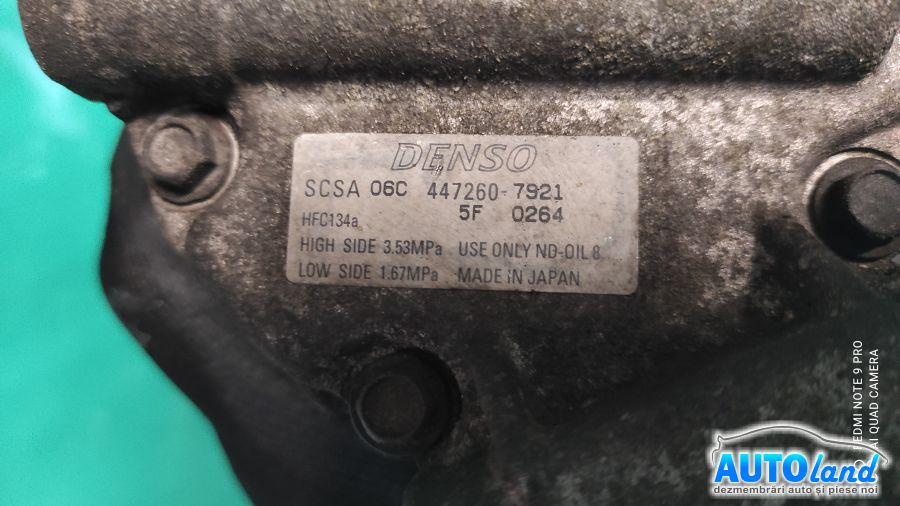 DENSO
SCSA 06C 447260-7921
5F 0264
HFC134a
HIGH SIDE 3.53MPa USE ONLY ND-OIL 8
LOW SIDE 1.67MPa MADE IN JAPAN
EDMI NOTE 9 PRO
AI QUAD CAMERA
AUTOland
dezmembrări auto și piese noi